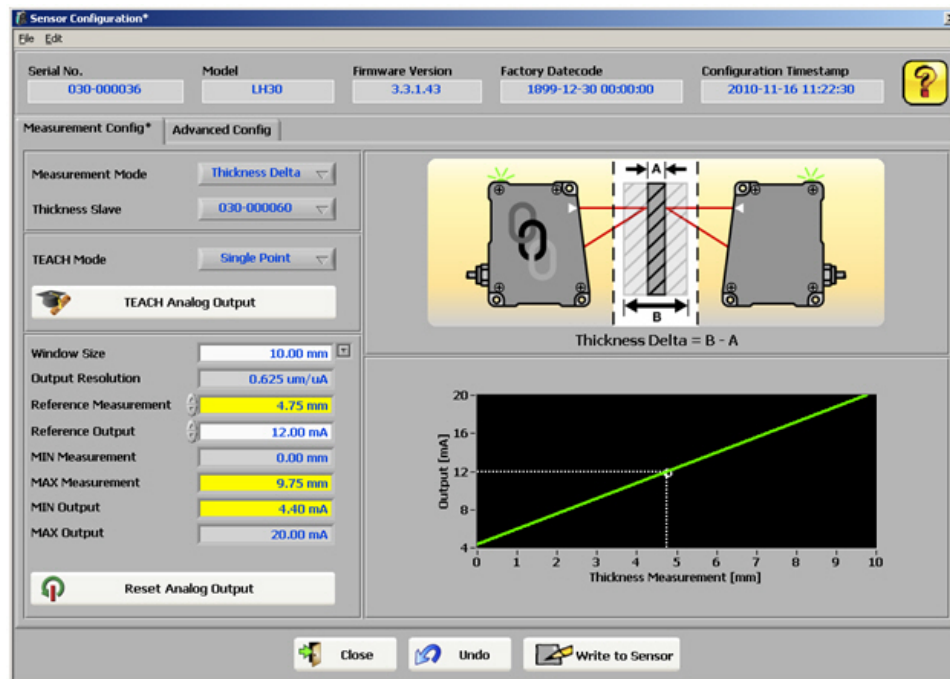 Sensor Configuration*
File Edit
Serial No. Model Firmware Version Factory Datecode Configuration Timestamp
030-000036 LH30 3.3.1.43 1899-12-30 00:00:00 2010-11-16 11:22:30
?
Measurement Config* Advanced Config
Measurement Mode Thickness Delta
Thickness Slave 030-000060
TEACH Mode Single Point
TEACH Analog Output
Window Size 10.00 mm
Output Resolution 0.625 um/uA
Reference Measurement 4.75 mm
Reference Output 12.00 mA
MIN Measurement 0.00 mm
MAX Measurement 9.75 mm
MIN Output 4.40 mA
MAX Output 20.00 mA
Reset Analog Output
A
B
Thickness Delta = B - A
Output [mA]
20
16
12
8
4
0 1 2 3 4 5 6 7 8 9 10
Thickness Measurement [mm]
Close Undo Write to Sensor